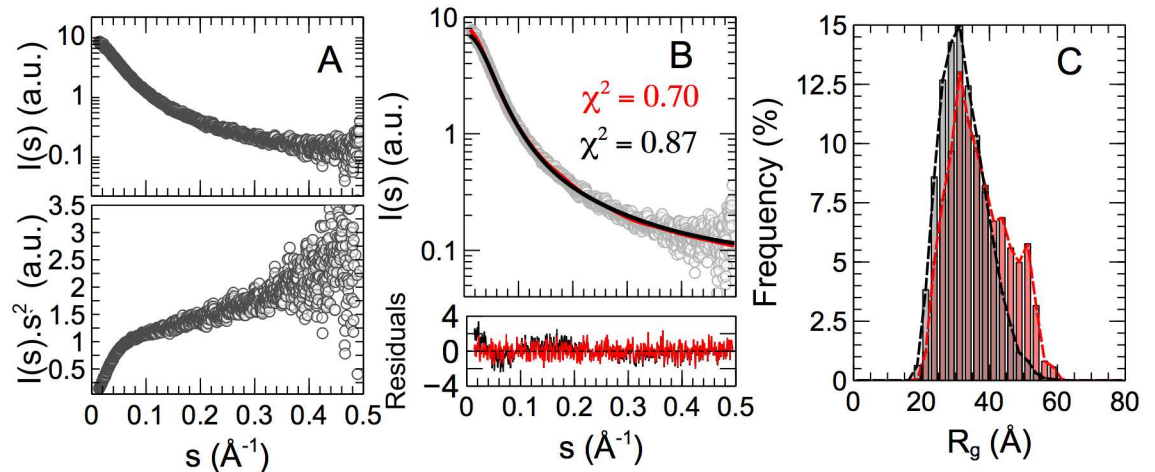 A
I(s) (a.u.)
10
1
0.1
I(s).s² (a.u.)
3.5
3
2.5
2
1.5
1
0.5
0 0.1 0.2 0.3 0.4 0.5
s (Å⁻¹)
B
I(s) (a.u.)
10
1
0.1
χ² = 0.70
χ² = 0.87
Residuals
4
0
−4
0 0.1 0.2 0.3 0.4 0.5
s (Å⁻¹)
C
Frequency (%)
15
12.5
10
7.5
5
2.5
0
0 20 40 60 80
Rg (Å)